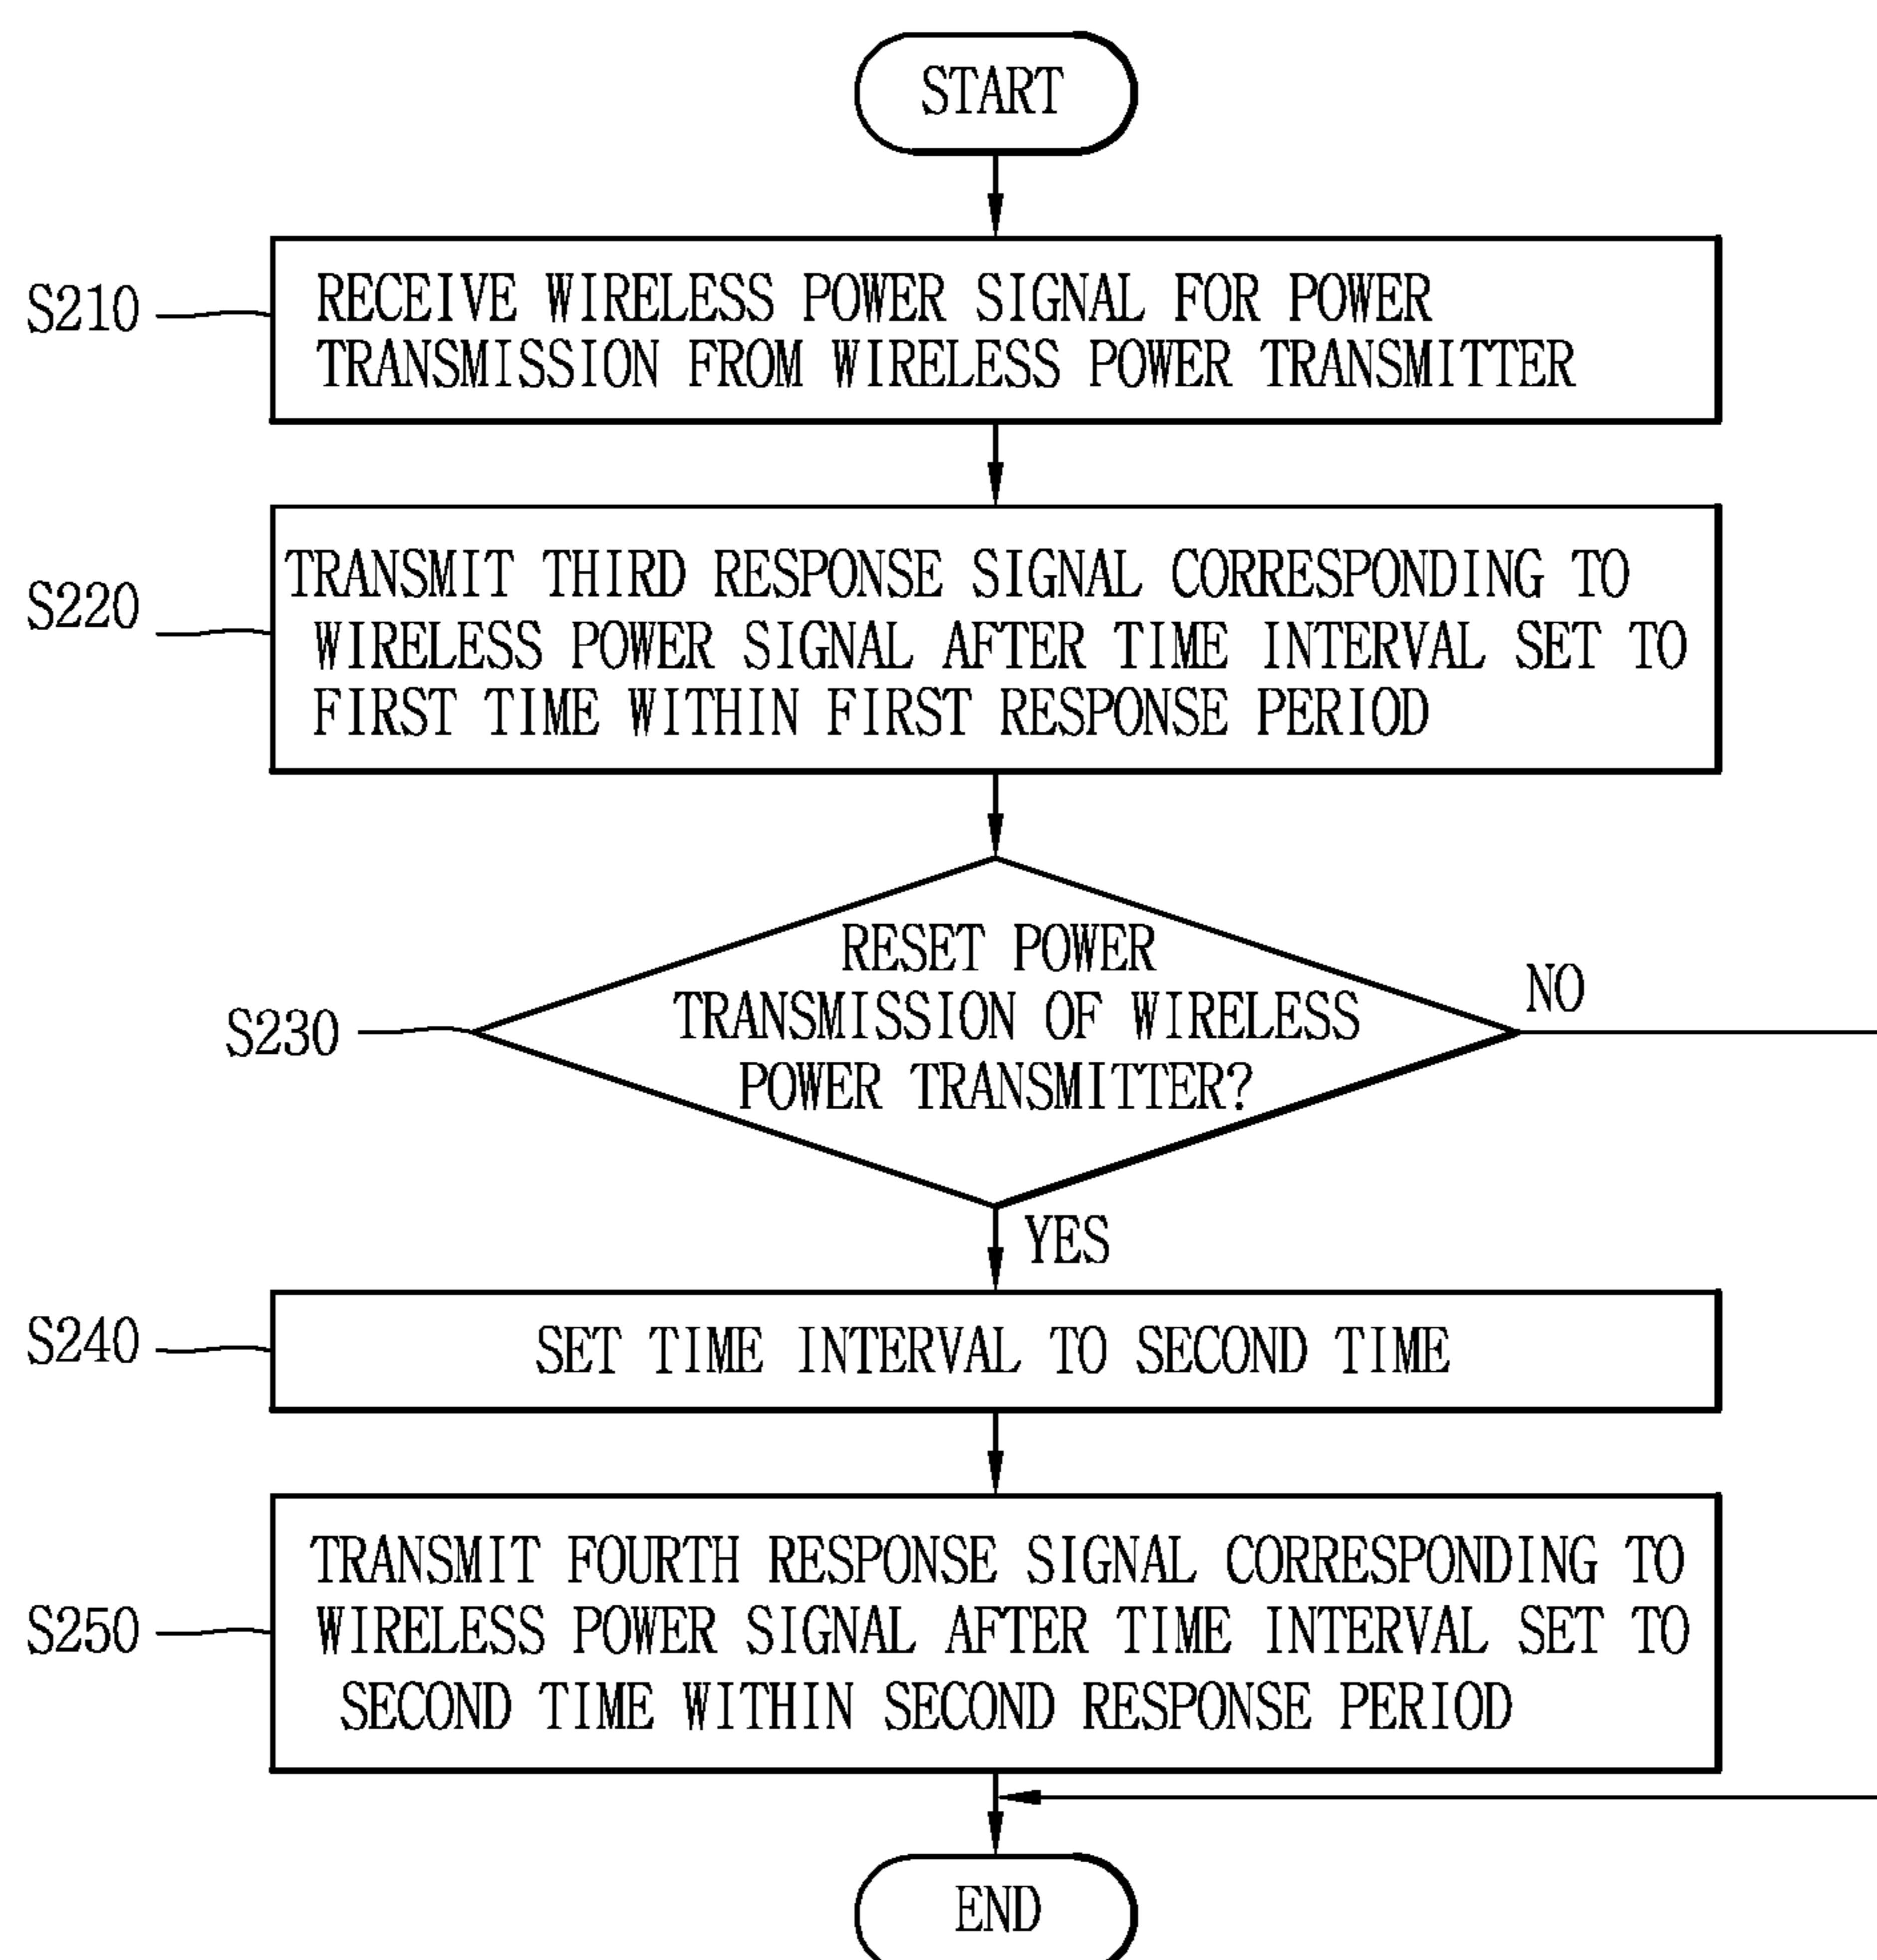 START
S210
RECEIVE WIRELESS POWER SIGNAL FOR POWER
TRANSMISSION FROM WIRELESS POWER TRANSMITTER
S220
TRANSMIT THIRD RESPONSE SIGNAL CORRESPONDING TO
WIRELESS POWER SIGNAL AFTER TIME INTERVAL SET TO
FIRST TIME WITHIN FIRST RESPONSE PERIOD
S230
RESET POWER
TRANSMISSION OF WIRELESS
POWER TRANSMITTER?
NO
YES
S240
SET TIME INTERVAL TO SECOND TIME
S250
TRANSMIT FOURTH RESPONSE SIGNAL CORRESPONDING TO
WIRELESS POWER SIGNAL AFTER TIME INTERVAL SET TO
SECOND TIME WITHIN SECOND RESPONSE PERIOD
END